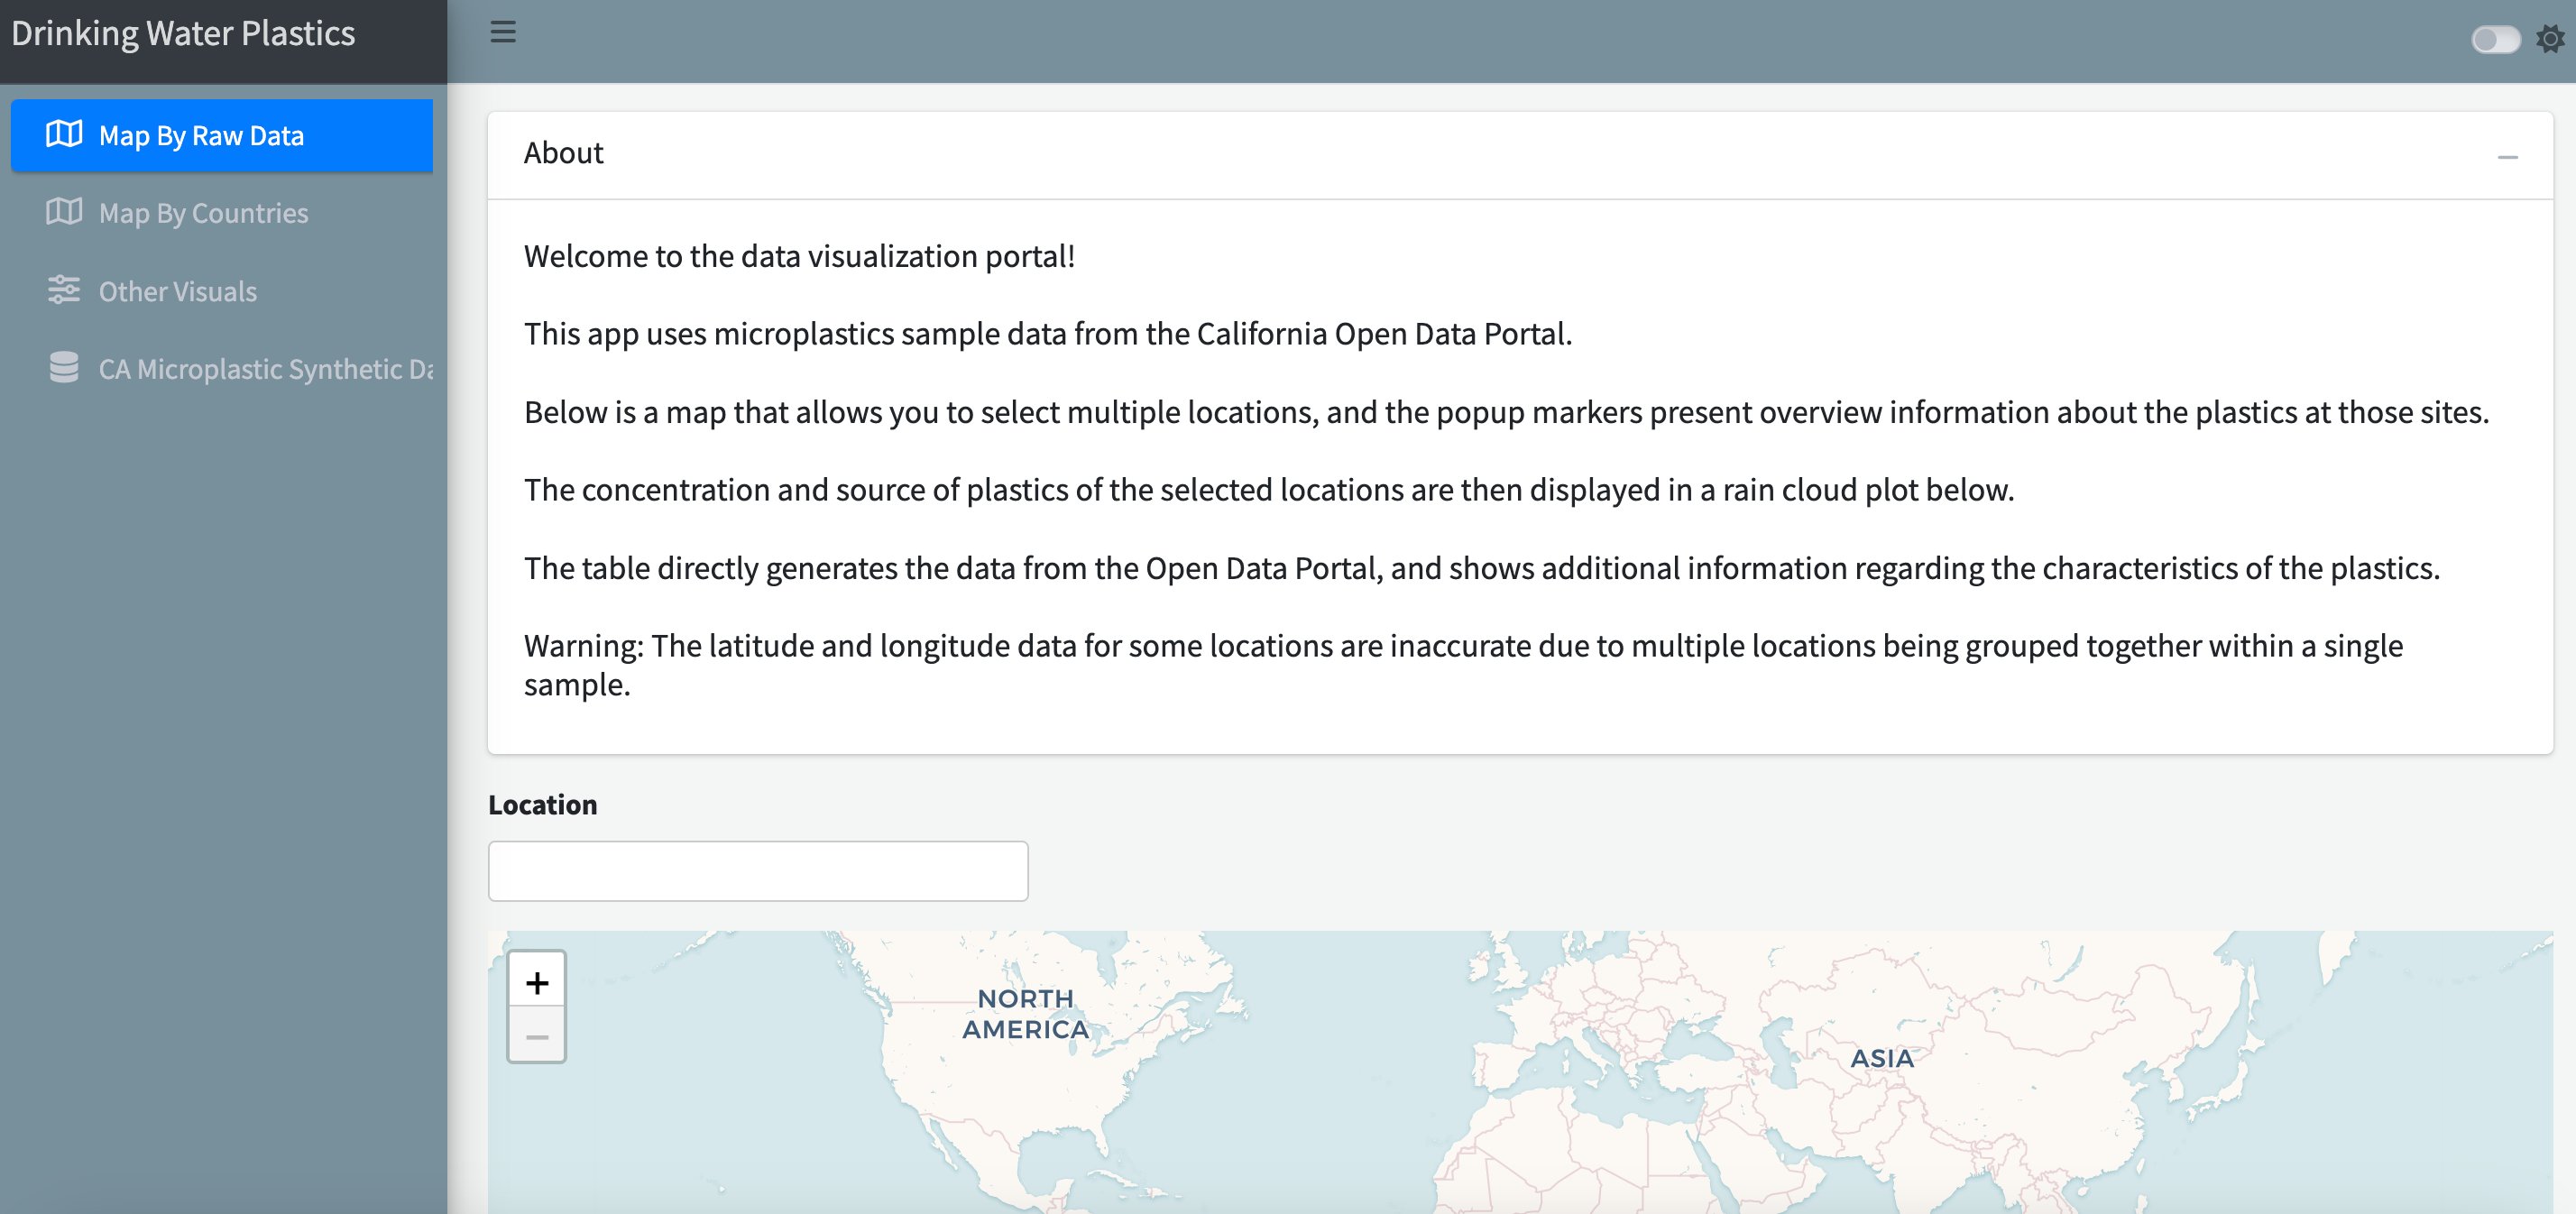 Drinking Water Plastics
Map By Raw Data
Map By Countries
Other Visuals
CA Microplastic Synthetic Da
About
Welcome to the data visualization portal!
This app uses microplastics sample data from the California Open Data Portal.
Below is a map that allows you to select multiple locations, and the popup markers present overview information about the plastics at those sites.
The concentration and source of plastics of the selected locations are then displayed in a rain cloud plot below.
The table directly generates the data from the Open Data Portal, and shows additional information regarding the characteristics of the plastics.
Warning: The latitude and longitude data for some locations are inaccurate due to multiple locations being grouped together within a single
sample.
Location
+
−
NORTH
AMERICA
ASIA